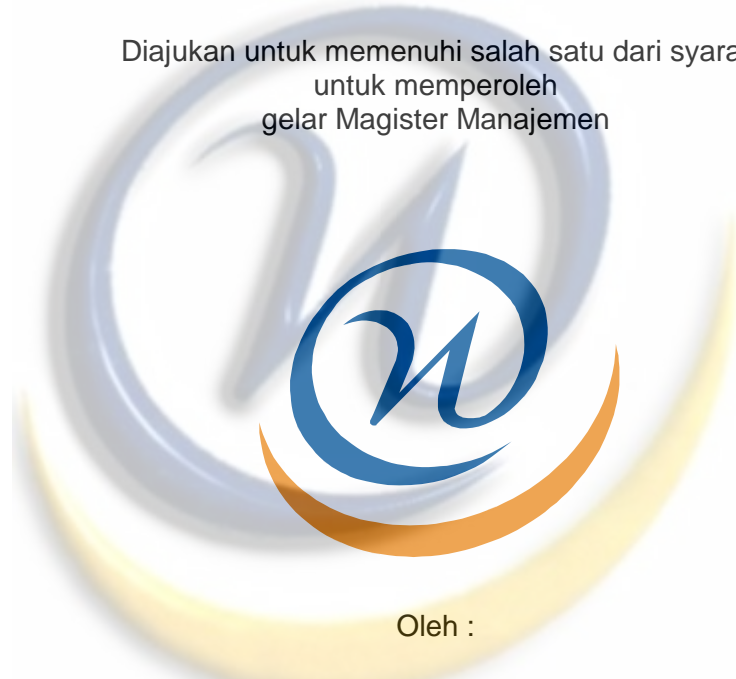 Diajukan untuk memenuhi salah satu dari syara
untuk memperoleh
gelar Magister Manajemen
Oleh :